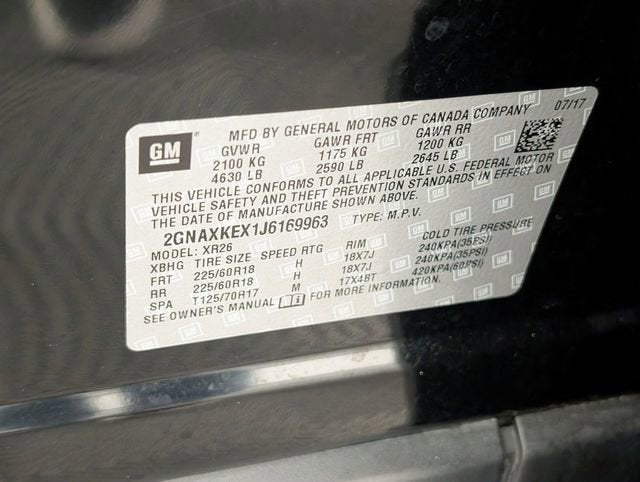 GM
MFD BY GENERAL MOTORS OF CANADA COMPANY 07/17
GVWR GAWR FRT GAWR RR
2100 KG 1175 KG 1200 KG
4630 LB 2590 LB 2645 LB
THIS VEHICLE CONFORMS TO ALL APPLICABLE U.S. FEDERAL MOTOR
VEHICLE SAFETY AND THEFT PREVENTION STANDARDS IN EFFECT ON
THE DATE OF MANUFACTURE SHOWN ABOVE.
2GNAXKEX1J6169963 TYPE: M.P.V.
MODEL: XR26
XBHG TIRE SIZE SPEED RTG RIM COLD TIRE PRESSURE
FRT 225/60R18 H 18X7J 240KPA(35PSI)
RR 225/60R18 H 18X7J 240KPA(35PSI)
SPA T125/70R17 M 17X4BT 420KPA(60PSI)
SEE OWNER'S MANUAL FOR MORE INFORMATION.